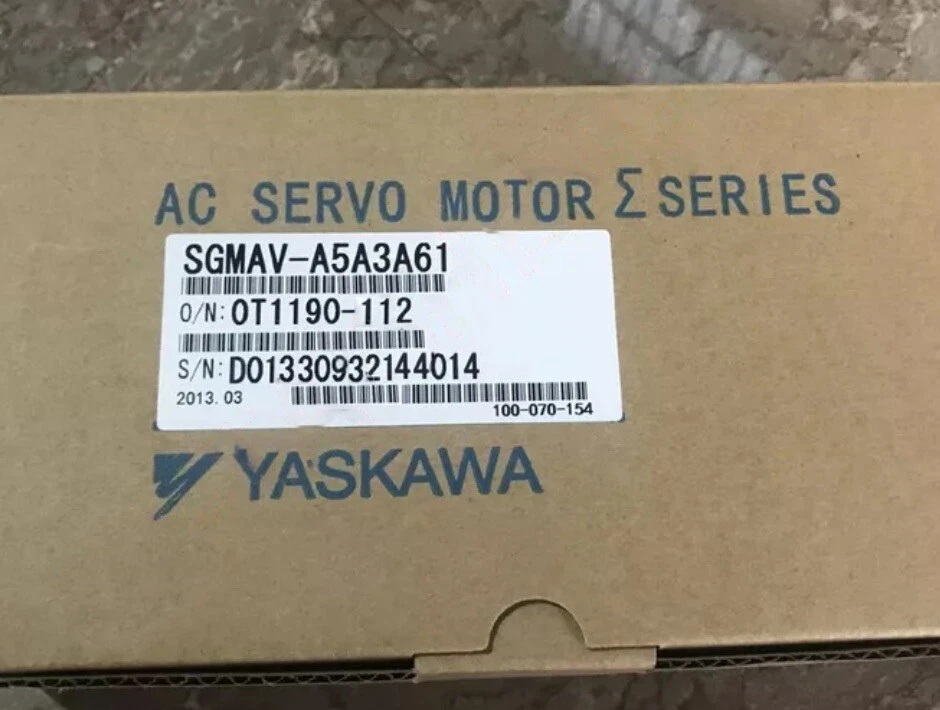 AC SERVO MOTOR Σ SERIES
SGMAV-A5A3A61
O/N: OT1190-112
S/N: D01330932144014
2013.03
100-070-154
YASKAWA